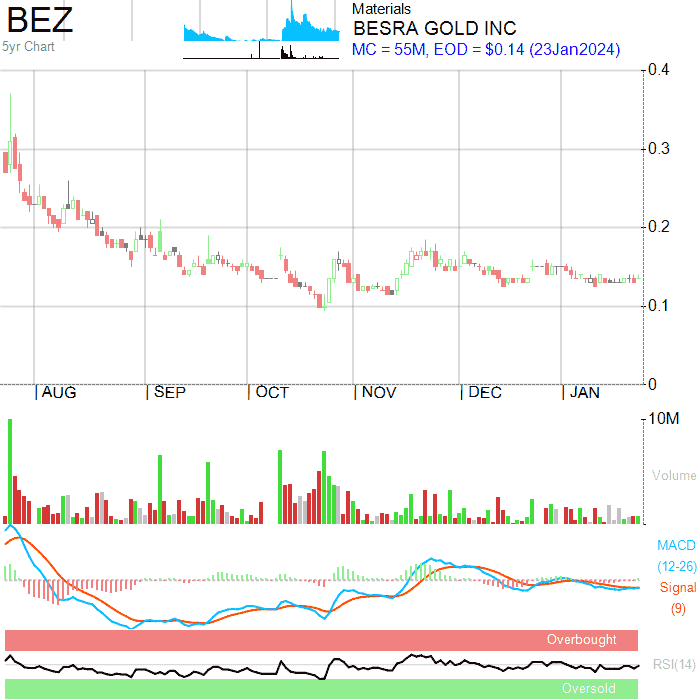 BEZ
5yr Chart
Materials
BESRA GOLD INC
MC = 55M, EOD = $0.14 (23Jan2024)
0.4
0.3
0.2
0.1
0
AUG SEP OCT NOV DEC JAN
10M
Volume
MACD
(12-26)
Signal
(9)
Overbought
RSI(14)
Oversold